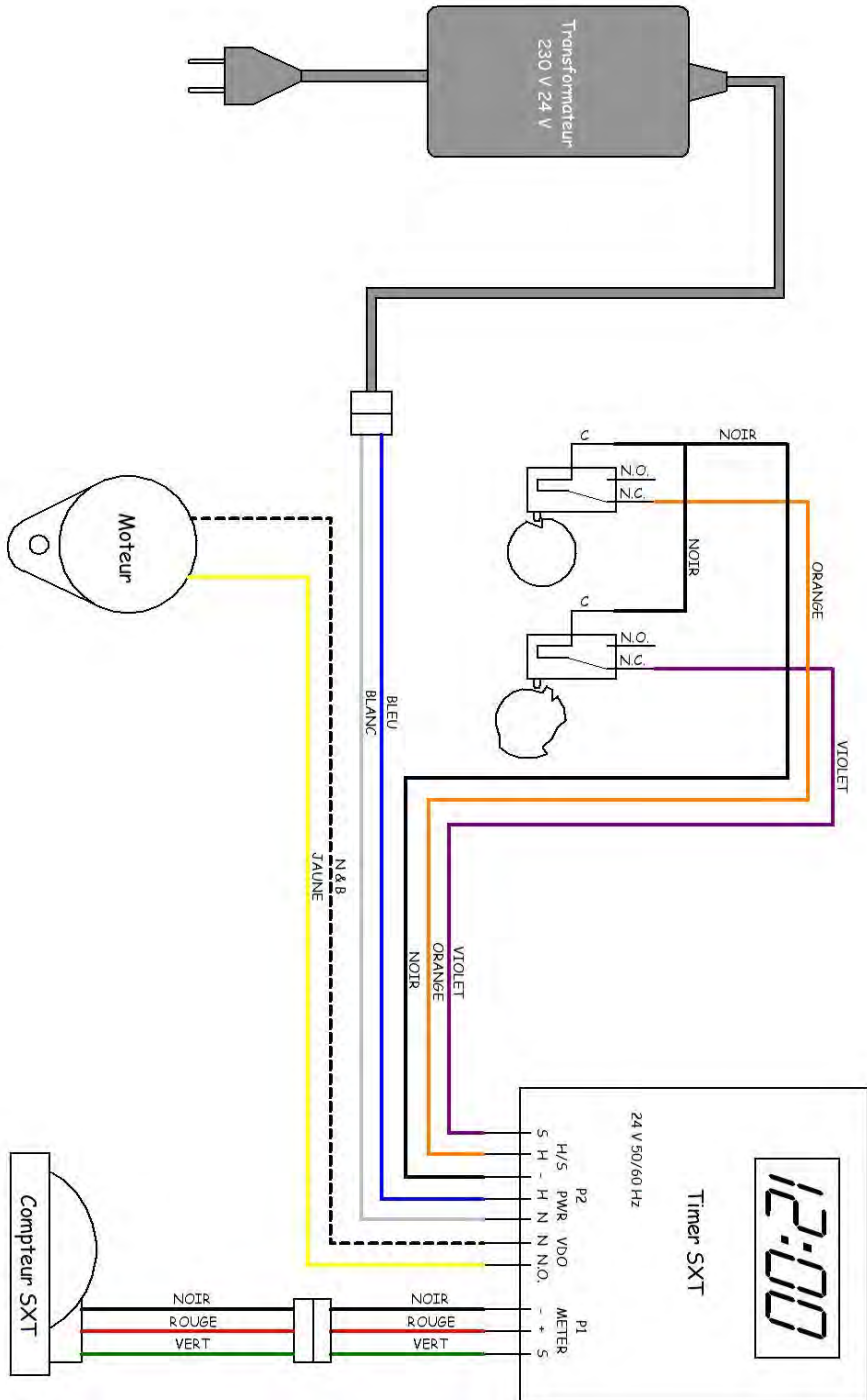 Transformateur
230 V 24 V
NOIR
C
N.O.
N.C.
NOIR
ORANGE
C
N.O.
N.C.
VIOLET
Moteur
BLEU
BLANC
N & B
JAUNE
VIOLET
ORANGE
NOIR
12:00
Timer SXT
24 V 50/60 Hz
H/S
P2
PWR
VDO
S
H
-
H
N
N
N.O.
P1
METER
-
+
S
NOIR
NOIR
ROUGE
ROUGE
VERT
VERT
Compteur SXT